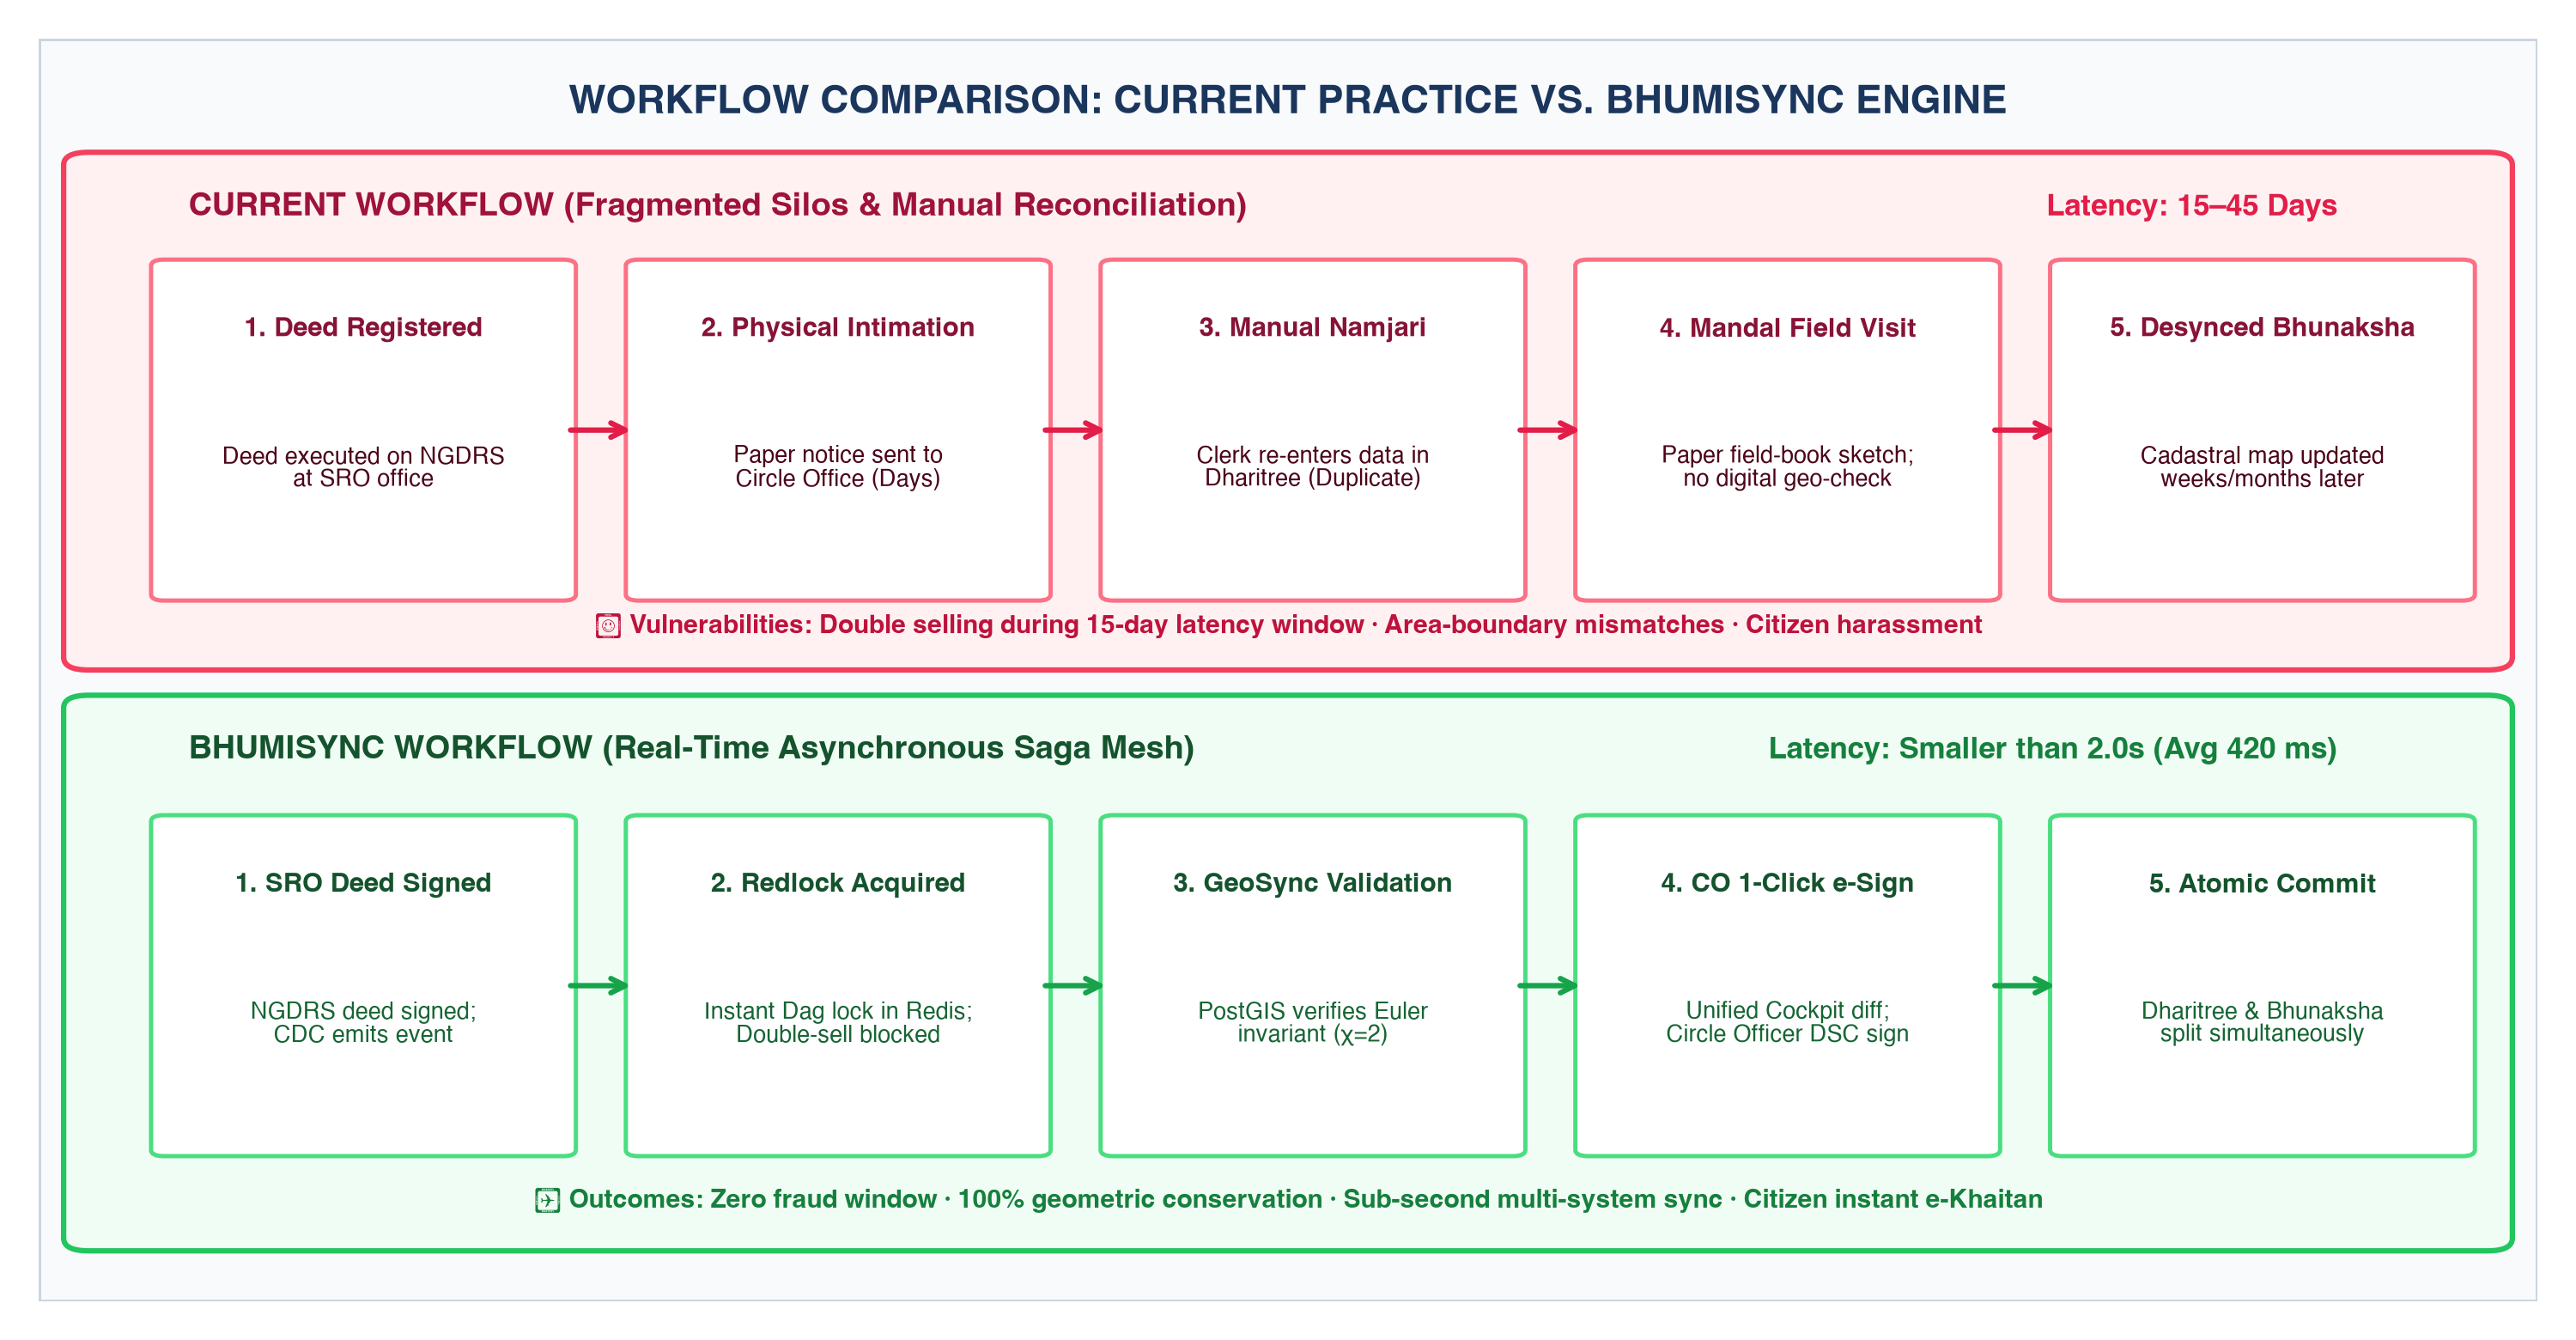 WORKFLOW COMPARISON: CURRENT PRACTICE VS. BHUMISYNC ENGINE
CURRENT WORKFLOW (Fragmented Silos & Manual Reconciliation)
Latency: 15–45 Days
1. Deed Registered
Deed executed on NGDRS
at SRO office
2. Physical Intimation
Paper notice sent to
Circle Office (Days)
3. Manual Namjari
Clerk re-enters data in
Dharitree (Duplicate)
4. Mandal Field Visit
Paper field-book sketch;
no digital geo-check
5. Desynced Bhunaksha
Cadastral map updated
weeks/months later
Vulnerabilities: Double selling during 15-day latency window · Area-boundary mismatches · Citizen harassment
BHUMISYNC WORKFLOW (Real-Time Asynchronous Saga Mesh)
Latency: Smaller than 2.0s (Avg 420 ms)
1. SRO Deed Signed
NGDRS deed signed;
CDC emits event
2. Redlock Acquired
Instant Dag lock in Redis;
Double-sell blocked
3. GeoSync Validation
PostGIS verifies Euler
invariant (χ=2)
4. CO 1-Click e-Sign
Unified Cockpit diff;
Circle Officer DSC sign
5. Atomic Commit
Dharitree & Bhunaksha
split simultaneously
Outcomes: Zero fraud window · 100% geometric conservation · Sub-second multi-system sync · Citizen instant e-Khaitan